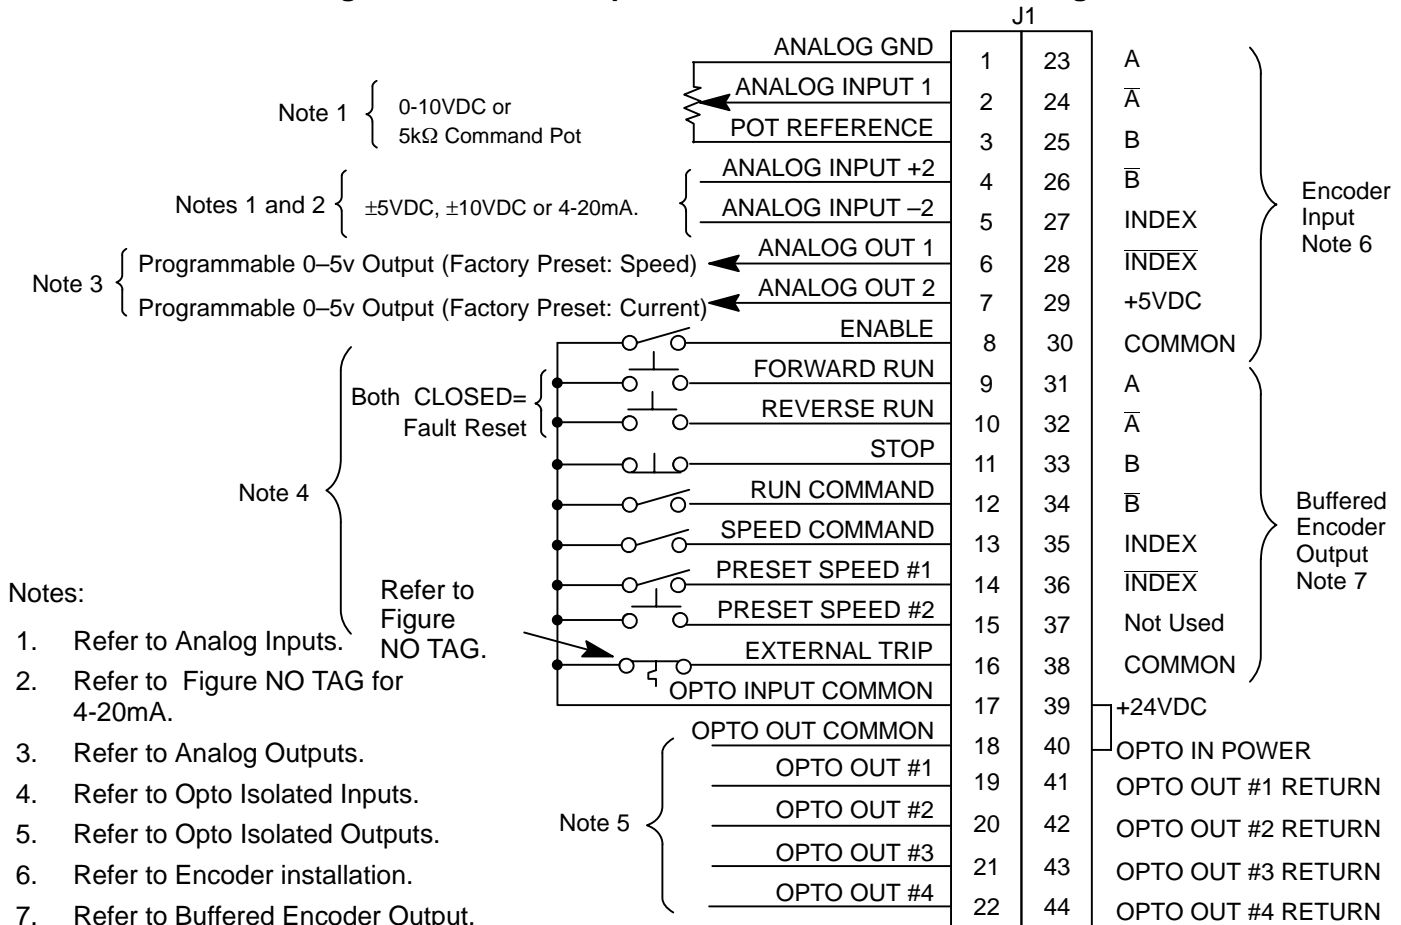 J1
ANALOG GND 1 23 A
ANALOG INPUT 1 2 24 A̅
Note 1 0-10VDC or
5kΩ Command Pot
POT REFERENCE 3 25 B
ANALOG INPUT +2 4 26 B̅
Notes 1 and 2 ±5VDC, ±10VDC or 4-20mA.
ANALOG INPUT –2 5 27 INDEX
Encoder
Input
Note 6
ANALOG OUT 1 6 28 I̅N̅D̅E̅X̅
Note 3 Programmable 0–5v Output (Factory Preset: Speed)
Programmable 0–5v Output (Factory Preset: Current)
ANALOG OUT 2 7 29 +5VDC
ENABLE 8 30 COMMON
FORWARD RUN 9 31 A
Both CLOSED=
Fault Reset
REVERSE RUN 10 32 A̅
STOP 11 33 B
Note 4
RUN COMMAND 12 34 B̅
Buffered
Encoder
Output
Note 7
SPEED COMMAND 13 35 INDEX
PRESET SPEED #1 14 36 I̅N̅D̅E̅X̅
PRESET SPEED #2 15 37 Not Used
Refer to
Figure
NO TAG.
EXTERNAL TRIP 16 38 COMMON
OPTO INPUT COMMON 17 39 +24VDC
OPTO OUT COMMON 18 40 OPTO IN POWER
OPTO OUT #1 19 41 OPTO OUT #1 RETURN
Note 5
OPTO OUT #2 20 42 OPTO OUT #2 RETURN
OPTO OUT #3 21 43 OPTO OUT #3 RETURN
OPTO OUT #4 22 44 OPTO OUT #4 RETURN
Notes:
1. Refer to Analog Inputs.
2. Refer to Figure NO TAG for
4-20mA.
3. Refer to Analog Outputs.
4. Refer to Opto Isolated Inputs.
5. Refer to Opto Isolated Outputs.
6. Refer to Encoder installation.
7. Refer to Buffered Encoder Output.